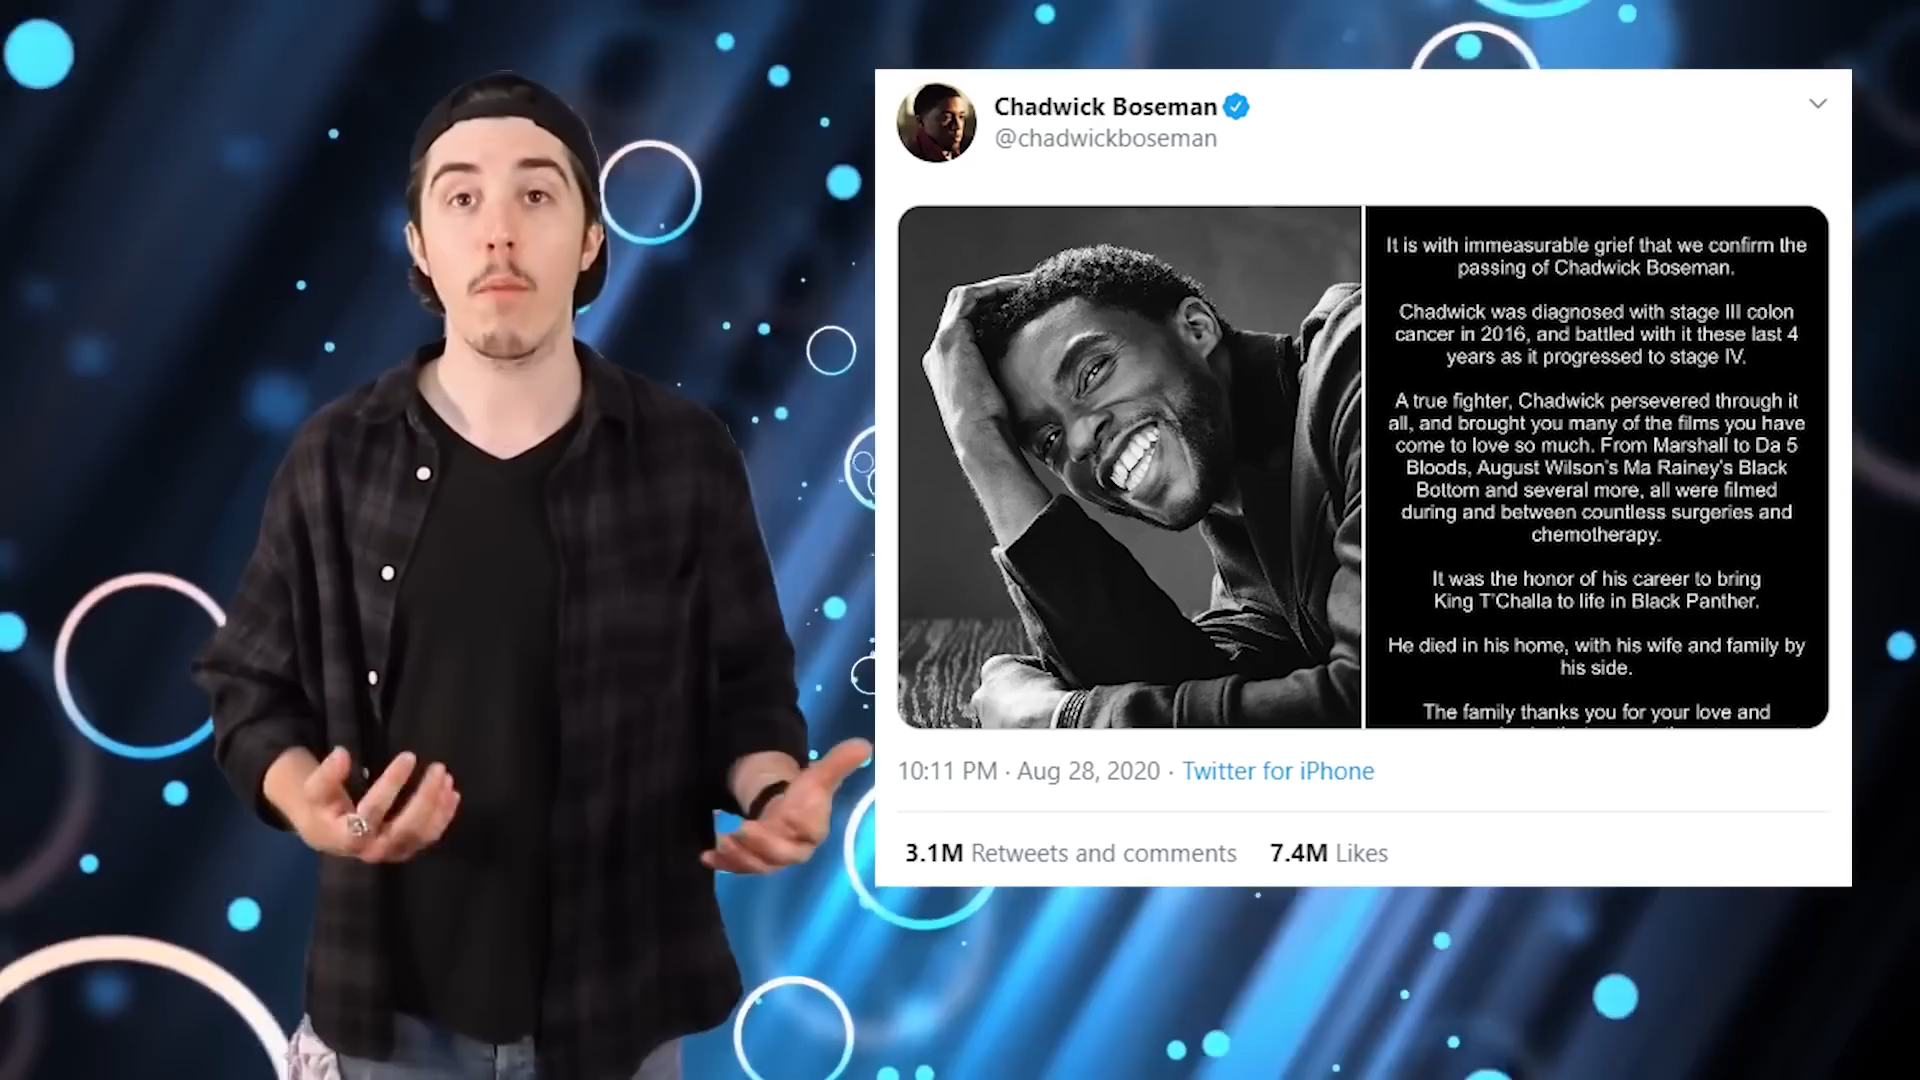 Chadwick Boseman
@chadwickboseman
It is with immeasurable grief that we confirm the
passing of Chadwick Boseman.
Chadwick was diagnosed with stage III colon
cancer in 2016, and battled with it these last 4
years as it progressed to stage IV.
A true fighter, Chadwick persevered through it
all, and brought you many of the films you have
come to love so much. From Marshall to Da 5
Bloods, August Wilson's Ma Rainey's Black
Bottom and several more, all were filmed
during and between countless surgeries and
chemotherapy.
It was the honor of his career to bring
King T'Challa to life in Black Panther.
He died in his home, with his wife and family by
his side.
The family thanks you for your love and
10:11 PM · Aug 28, 2020 · Twitter for iPhone
3.1M Retweets and comments 7.4M Likes